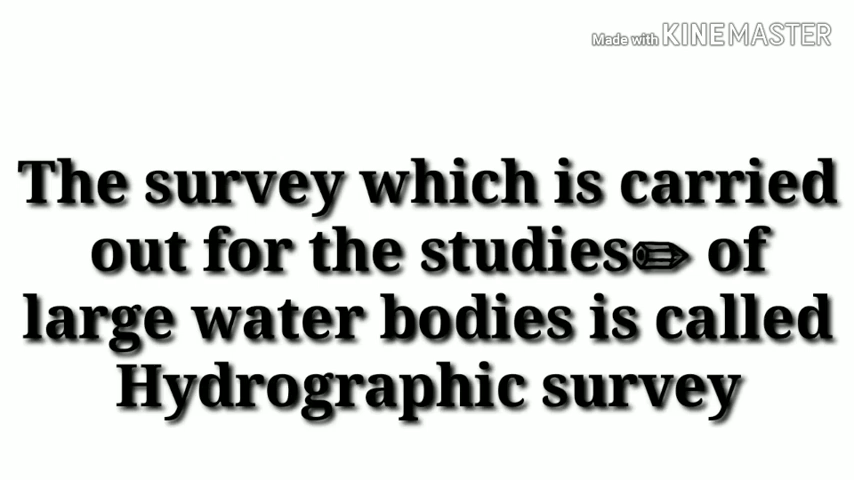 Made with KINEMASTER
The survey which is carried
out for the studies✏ of
large water bodies is called
Hydrographic survey